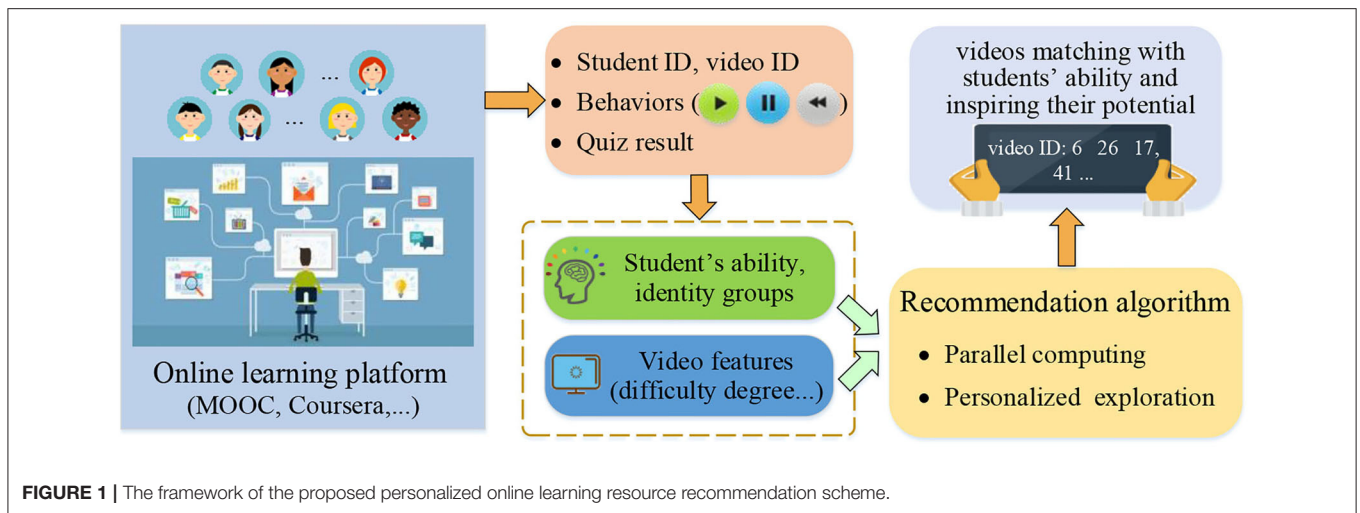 Online learning platform
(MOOC, Coursera,...)
...
...
• Student ID, video ID
• Behaviors ( )
• Quiz result
Student's ability,
identity groups
Video features
(difficulty degree...)
Recommendation algorithm
• Parallel computing
• Personalized exploration
videos matching with
students' ability and
inspiring their potential
video ID: 6 26 17,
41 ...
FIGURE 1 | The framework of the proposed personalized online learning resource recommendation scheme.